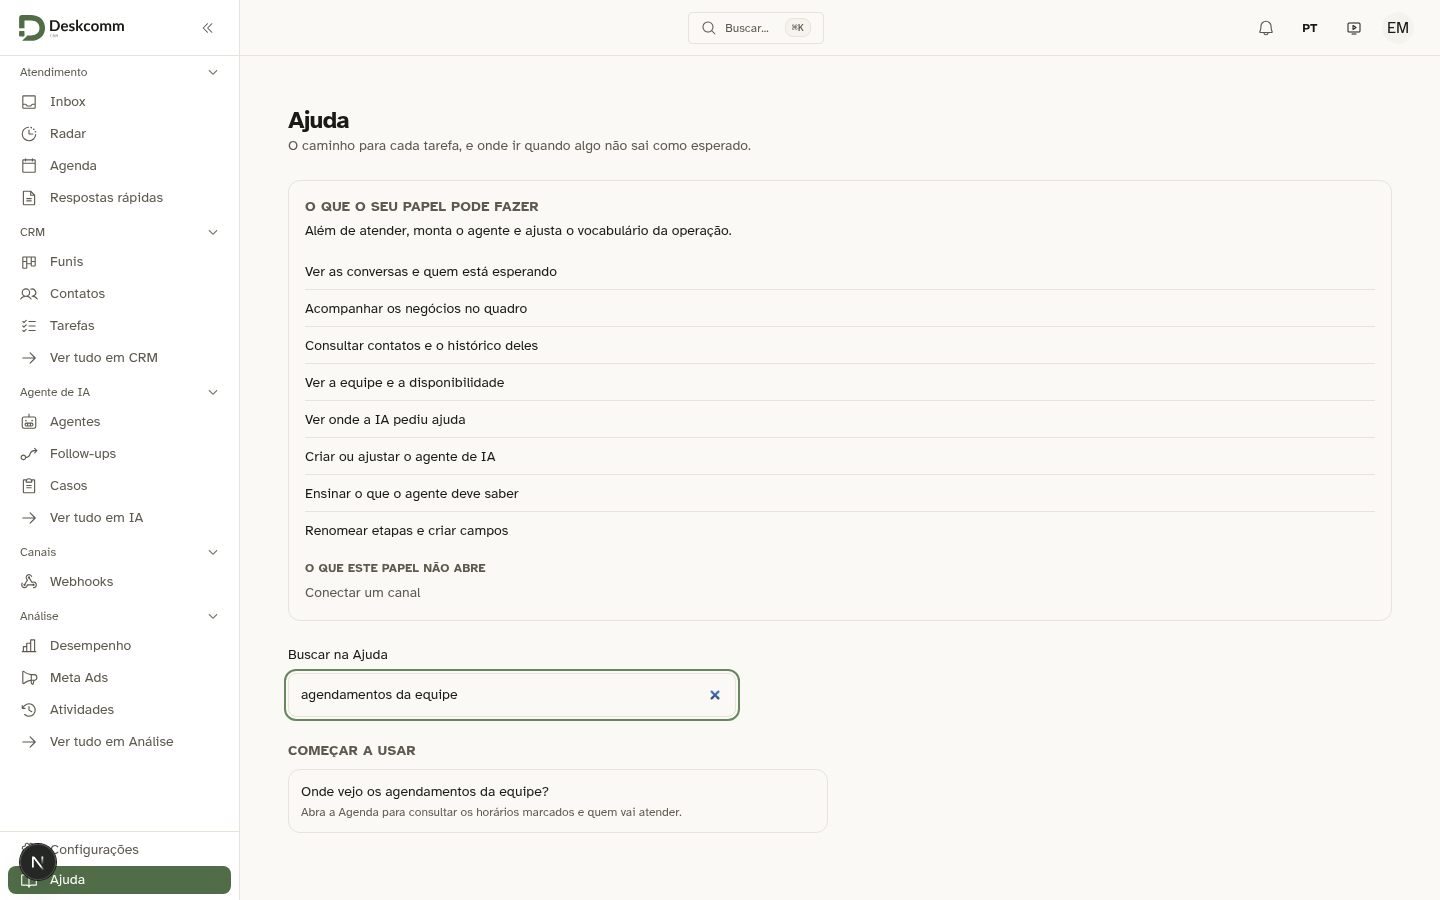 Deskcomm
Buscar...
⌘K
PT
EM
Atendimento
Inbox
Radar
Agenda
Respostas rápidas
CRM
Funis
Contatos
Tarefas
Ver tudo em CRM
Agente de IA
Agentes
Follow-ups
Casos
Ver tudo em IA
Canais
Webhooks
Análise
Desempenho
Meta Ads
Atividades
Ver tudo em Análise
Configurações
N
Ajuda
Ajuda
O caminho para cada tarefa, e onde ir quando algo não sai como esperado.
O QUE O SEU PAPEL PODE FAZER
Além de atender, monta o agente e ajusta o vocabulário da operação.
Ver as conversas e quem está esperando
Acompanhar os negócios no quadro
Consultar contatos e o histórico deles
Ver a equipe e a disponibilidade
Ver onde a IA pediu ajuda
Criar ou ajustar o agente de IA
Ensinar o que o agente deve saber
Renomear etapas e criar campos
O QUE ESTE PAPEL NÃO ABRE
Conectar um canal
Buscar na Ajuda
agendamentos da equipe
COMEÇAR A USAR
Onde vejo os agendamentos da equipe?
Abra a Agenda para consultar os horários marcados e quem vai atender.